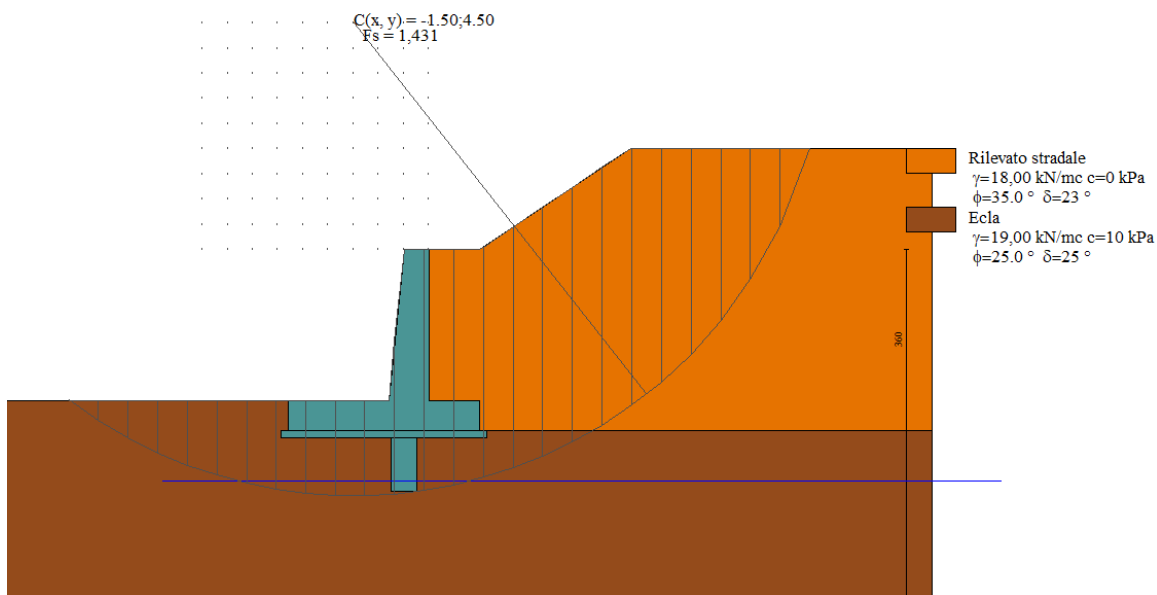 C(x, y) = -1.50;4.50
Fs = 1,431
Rilevato stradale
γ=18,00 kN/mc c=0 kPa
ϕ=35.0 ° δ=23 °
Ecla
γ=19,00 kN/mc c=10 kPa
ϕ=25.0 ° δ=25 °
360